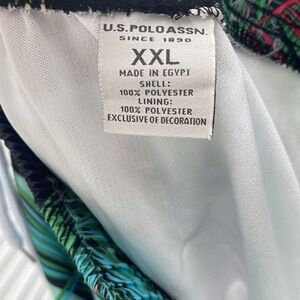 U.S. POLO ASSN.
SINCE 1890
XXL
MADE IN EGYPT
SHELL:
100% POLYESTER
LINING:
100% POLYESTER
EXCLUSIVE OF DECORATION